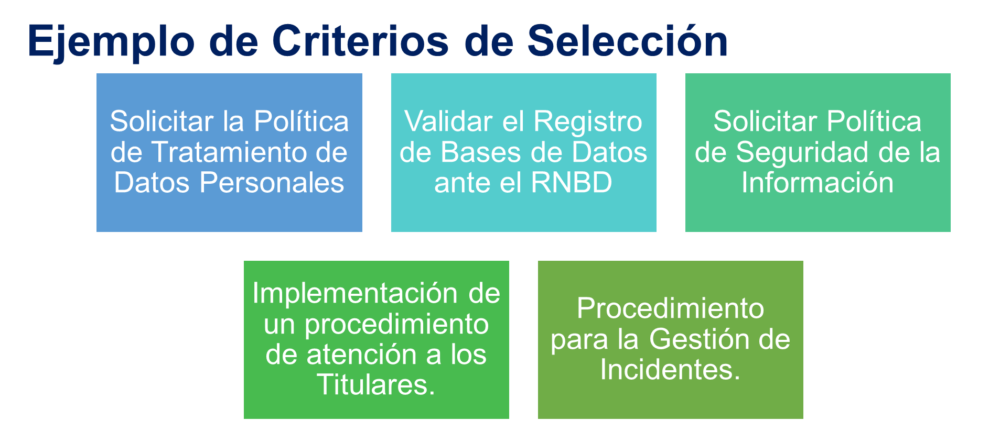 Ejemplo de Criterios de Selección
Solicitar la Política
de Tratamiento de
Datos Personales
Validar el Registro
de Bases de Datos
ante el RNBD
Solicitar Política
de Seguridad de la
Información
Implementación de
un procedimiento
de atención a los
Titulares.
Procedimiento
para la Gestión de
Incidentes.